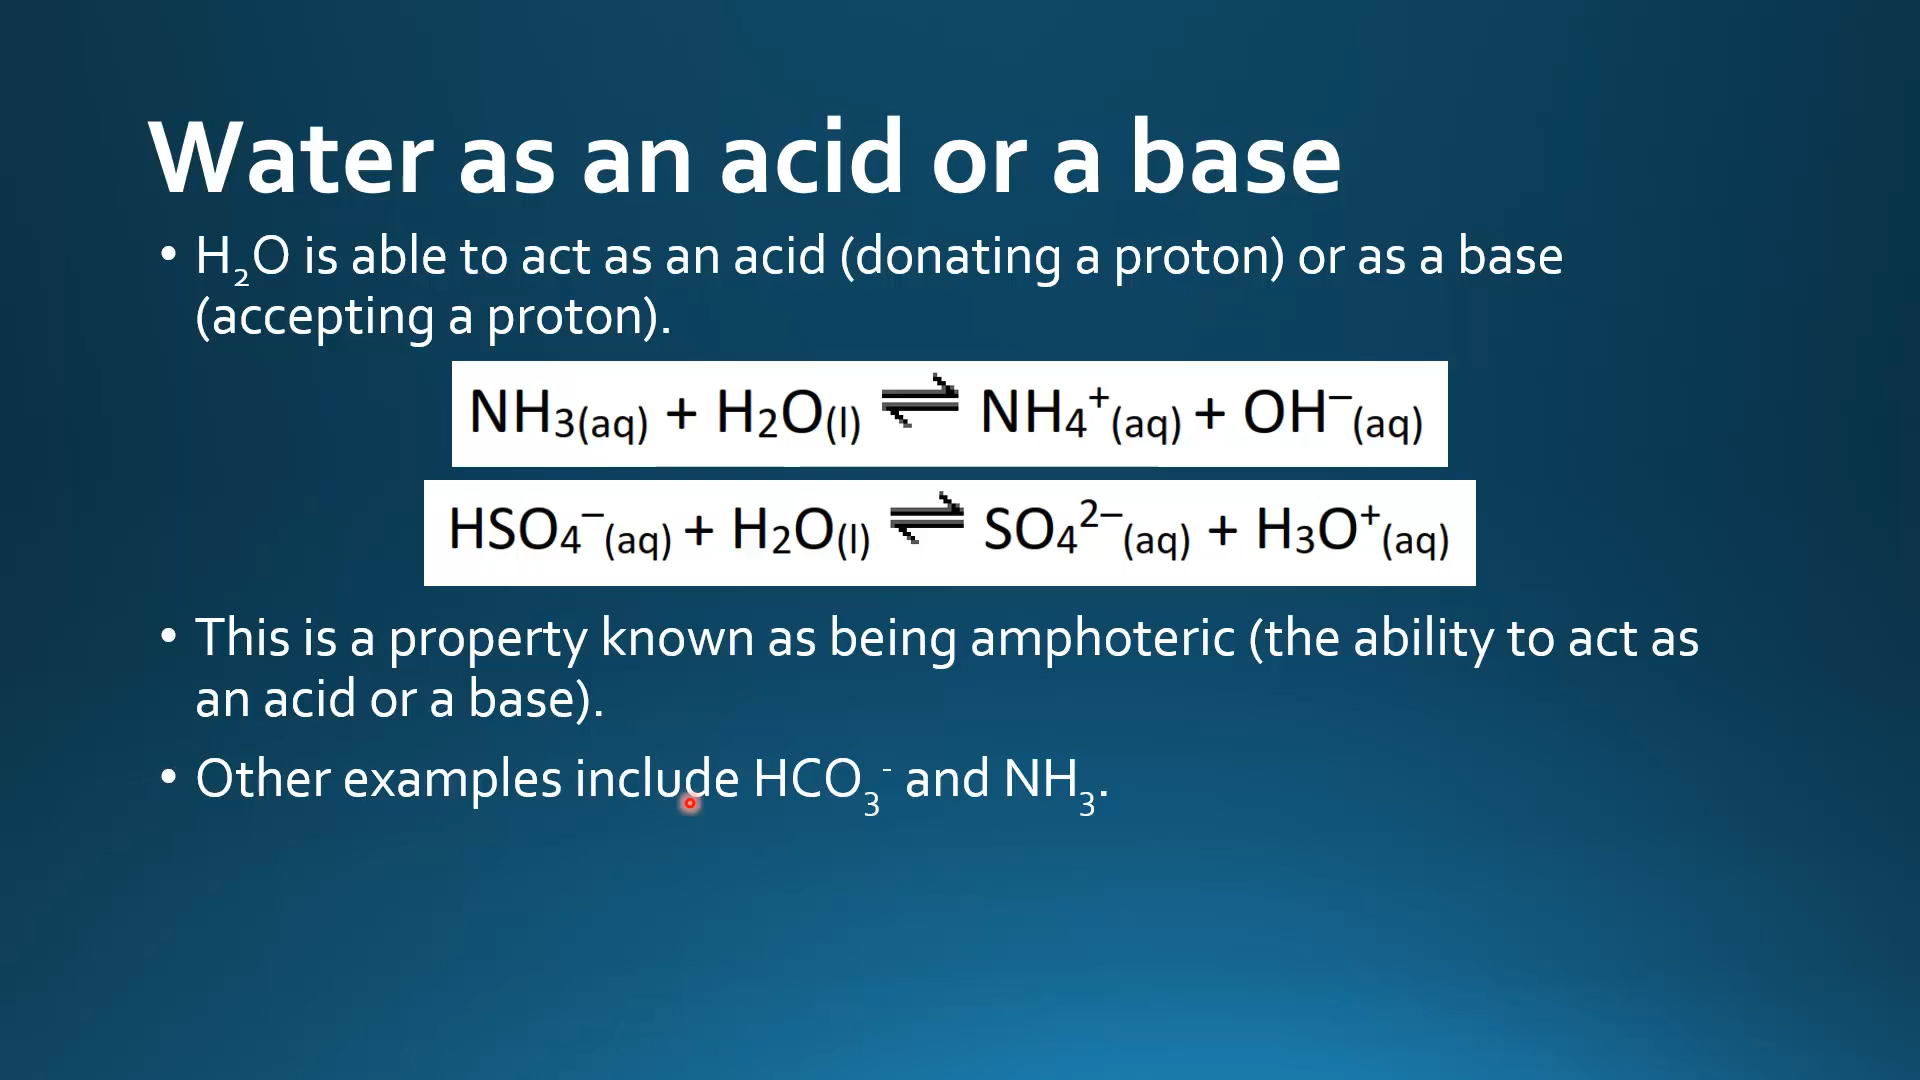 Water as an acid or a base
• H₂O is able to act as an acid (donating a proton) or as a base
(accepting a proton).
NH₃(aq) + H₂O(l) ⇌ NH₄⁺(aq) + OH⁻(aq)
HSO₄⁻(aq) + H₂O(l) ⇌ SO₄²⁻(aq) + H₃O⁺(aq)
• This is a property known as being amphoteric (the ability to act as
an acid or a base).
• Other examples include HCO₃⁻ and NH₃.